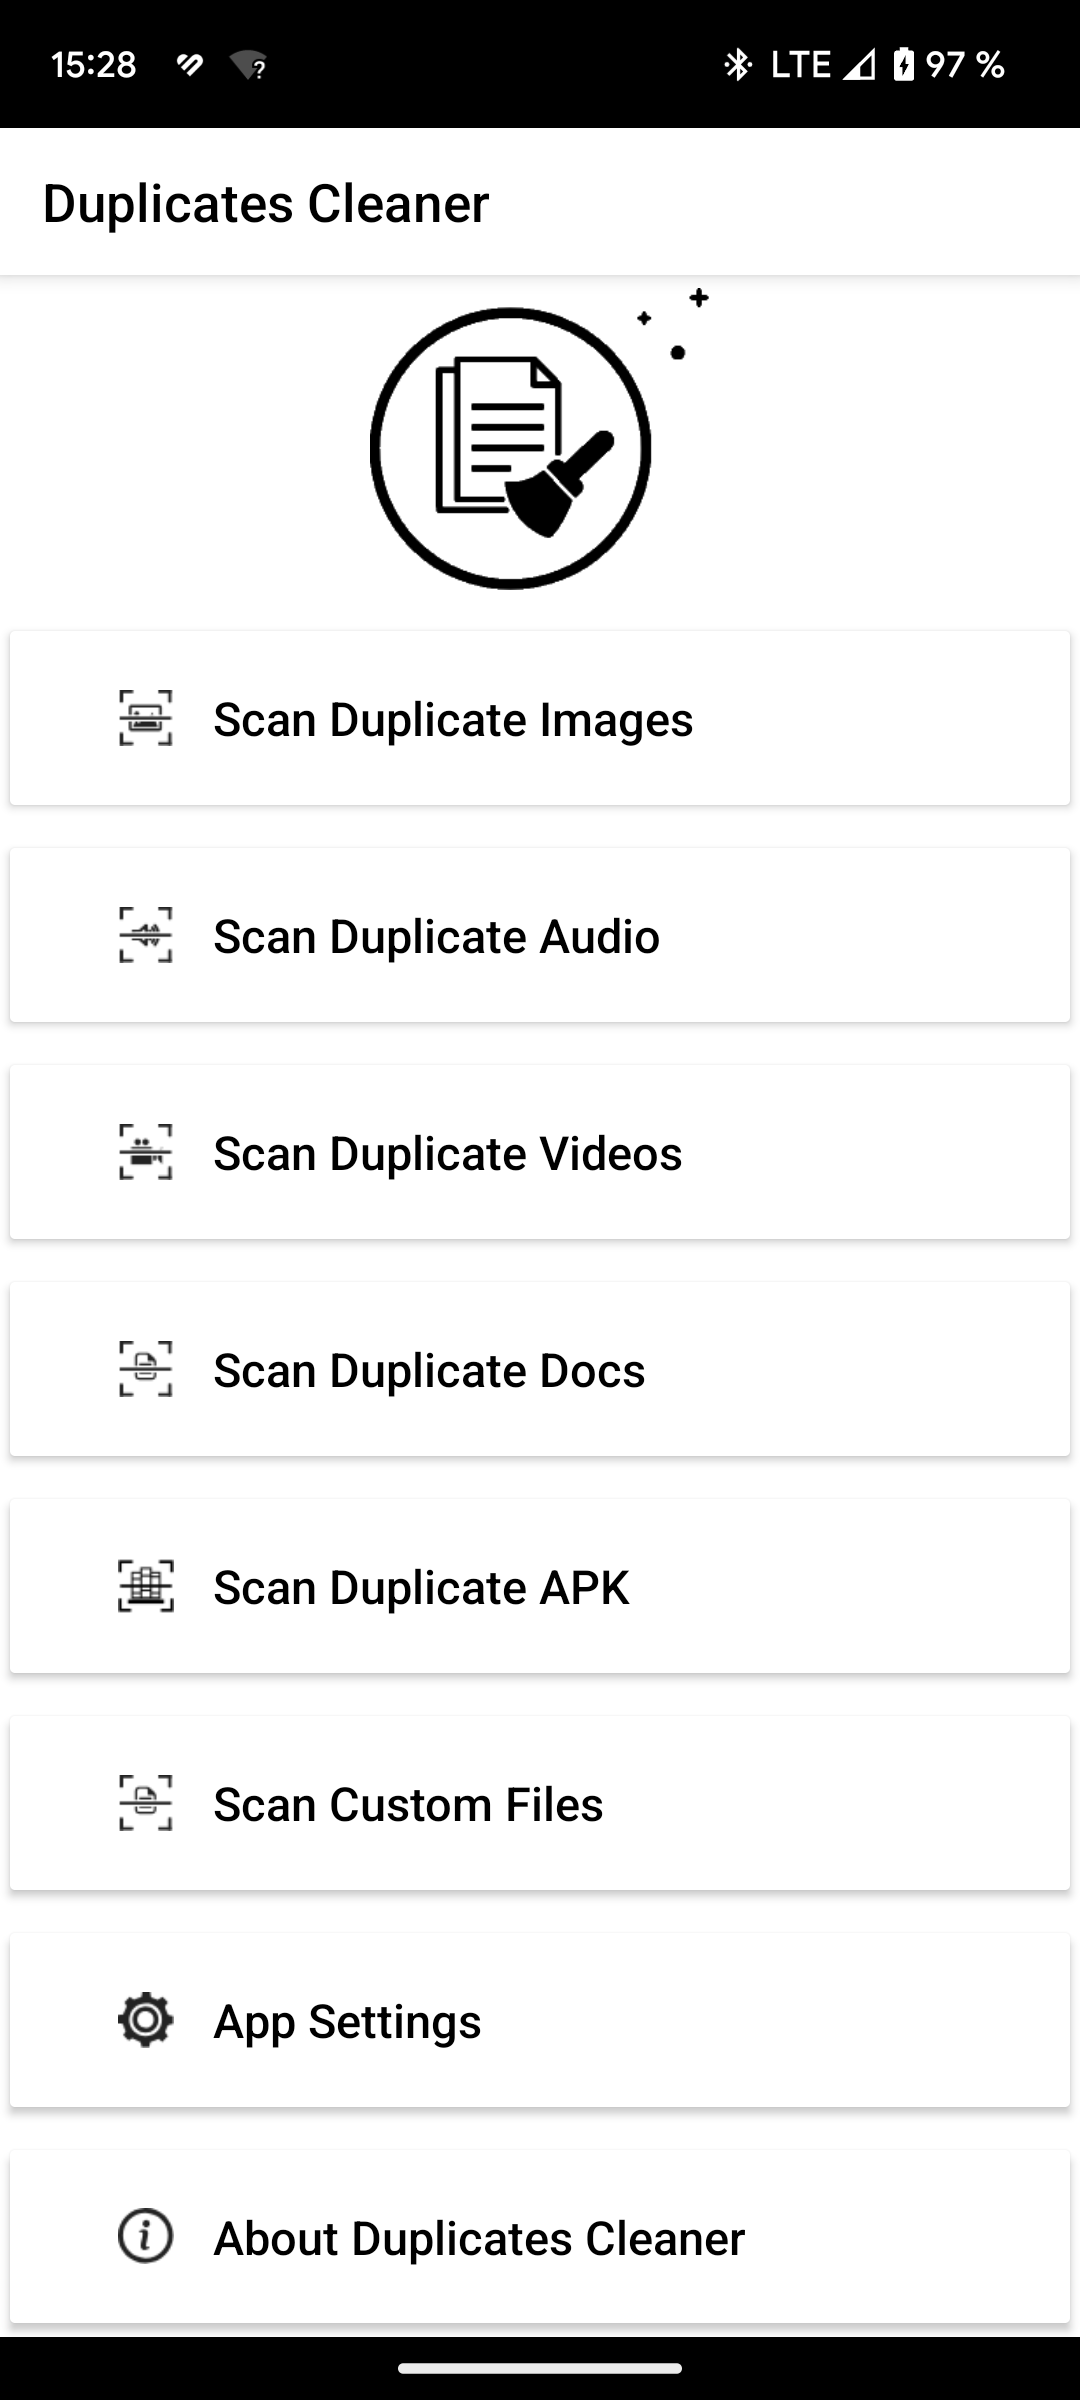 15:28 LTE 97 %
Duplicates Cleaner
Scan Duplicate Images
Scan Duplicate Audio
Scan Duplicate Videos
Scan Duplicate Docs
Scan Duplicate APK
Scan Custom Files
App Settings
About Duplicates Cleaner